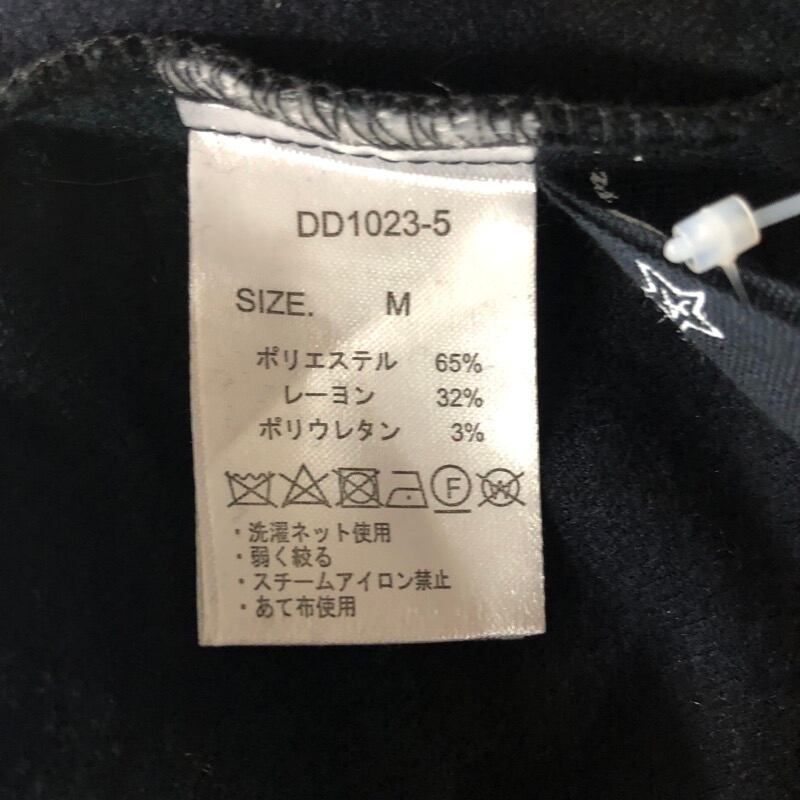 DD1023-5
SIZE. M
ポリエステル 65%
レーヨン 32%
ポリウレタン 3%
F W
・洗濯ネット使用
・弱く絞る
・スチームアイロン禁止
・あて布使用